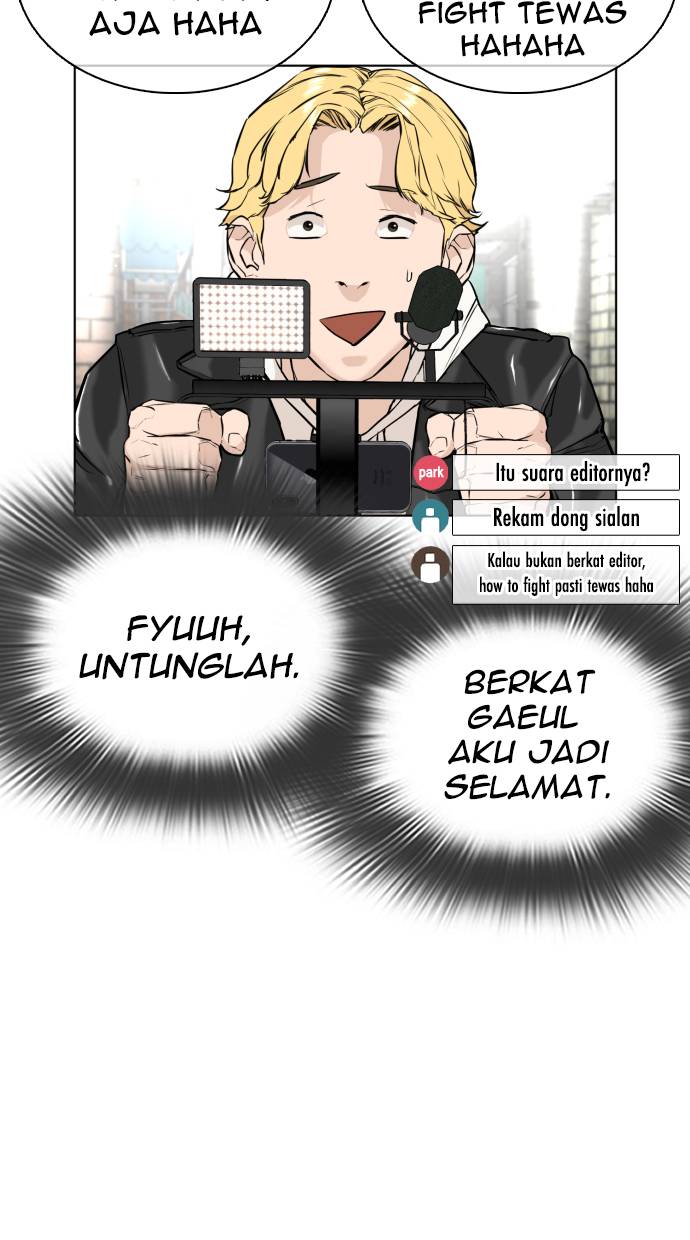 AJA HAHA
FIGHT TEWAS
HAHAHA
park
Itu suara editornya?
Rekam dong sialan
Kalau bukan berkat editor,
how to fight pasti tewas haha
FYUUH,
UNTUNGLAH.
BERKAT
GAEUL
AKU JADI
SELAMAT.